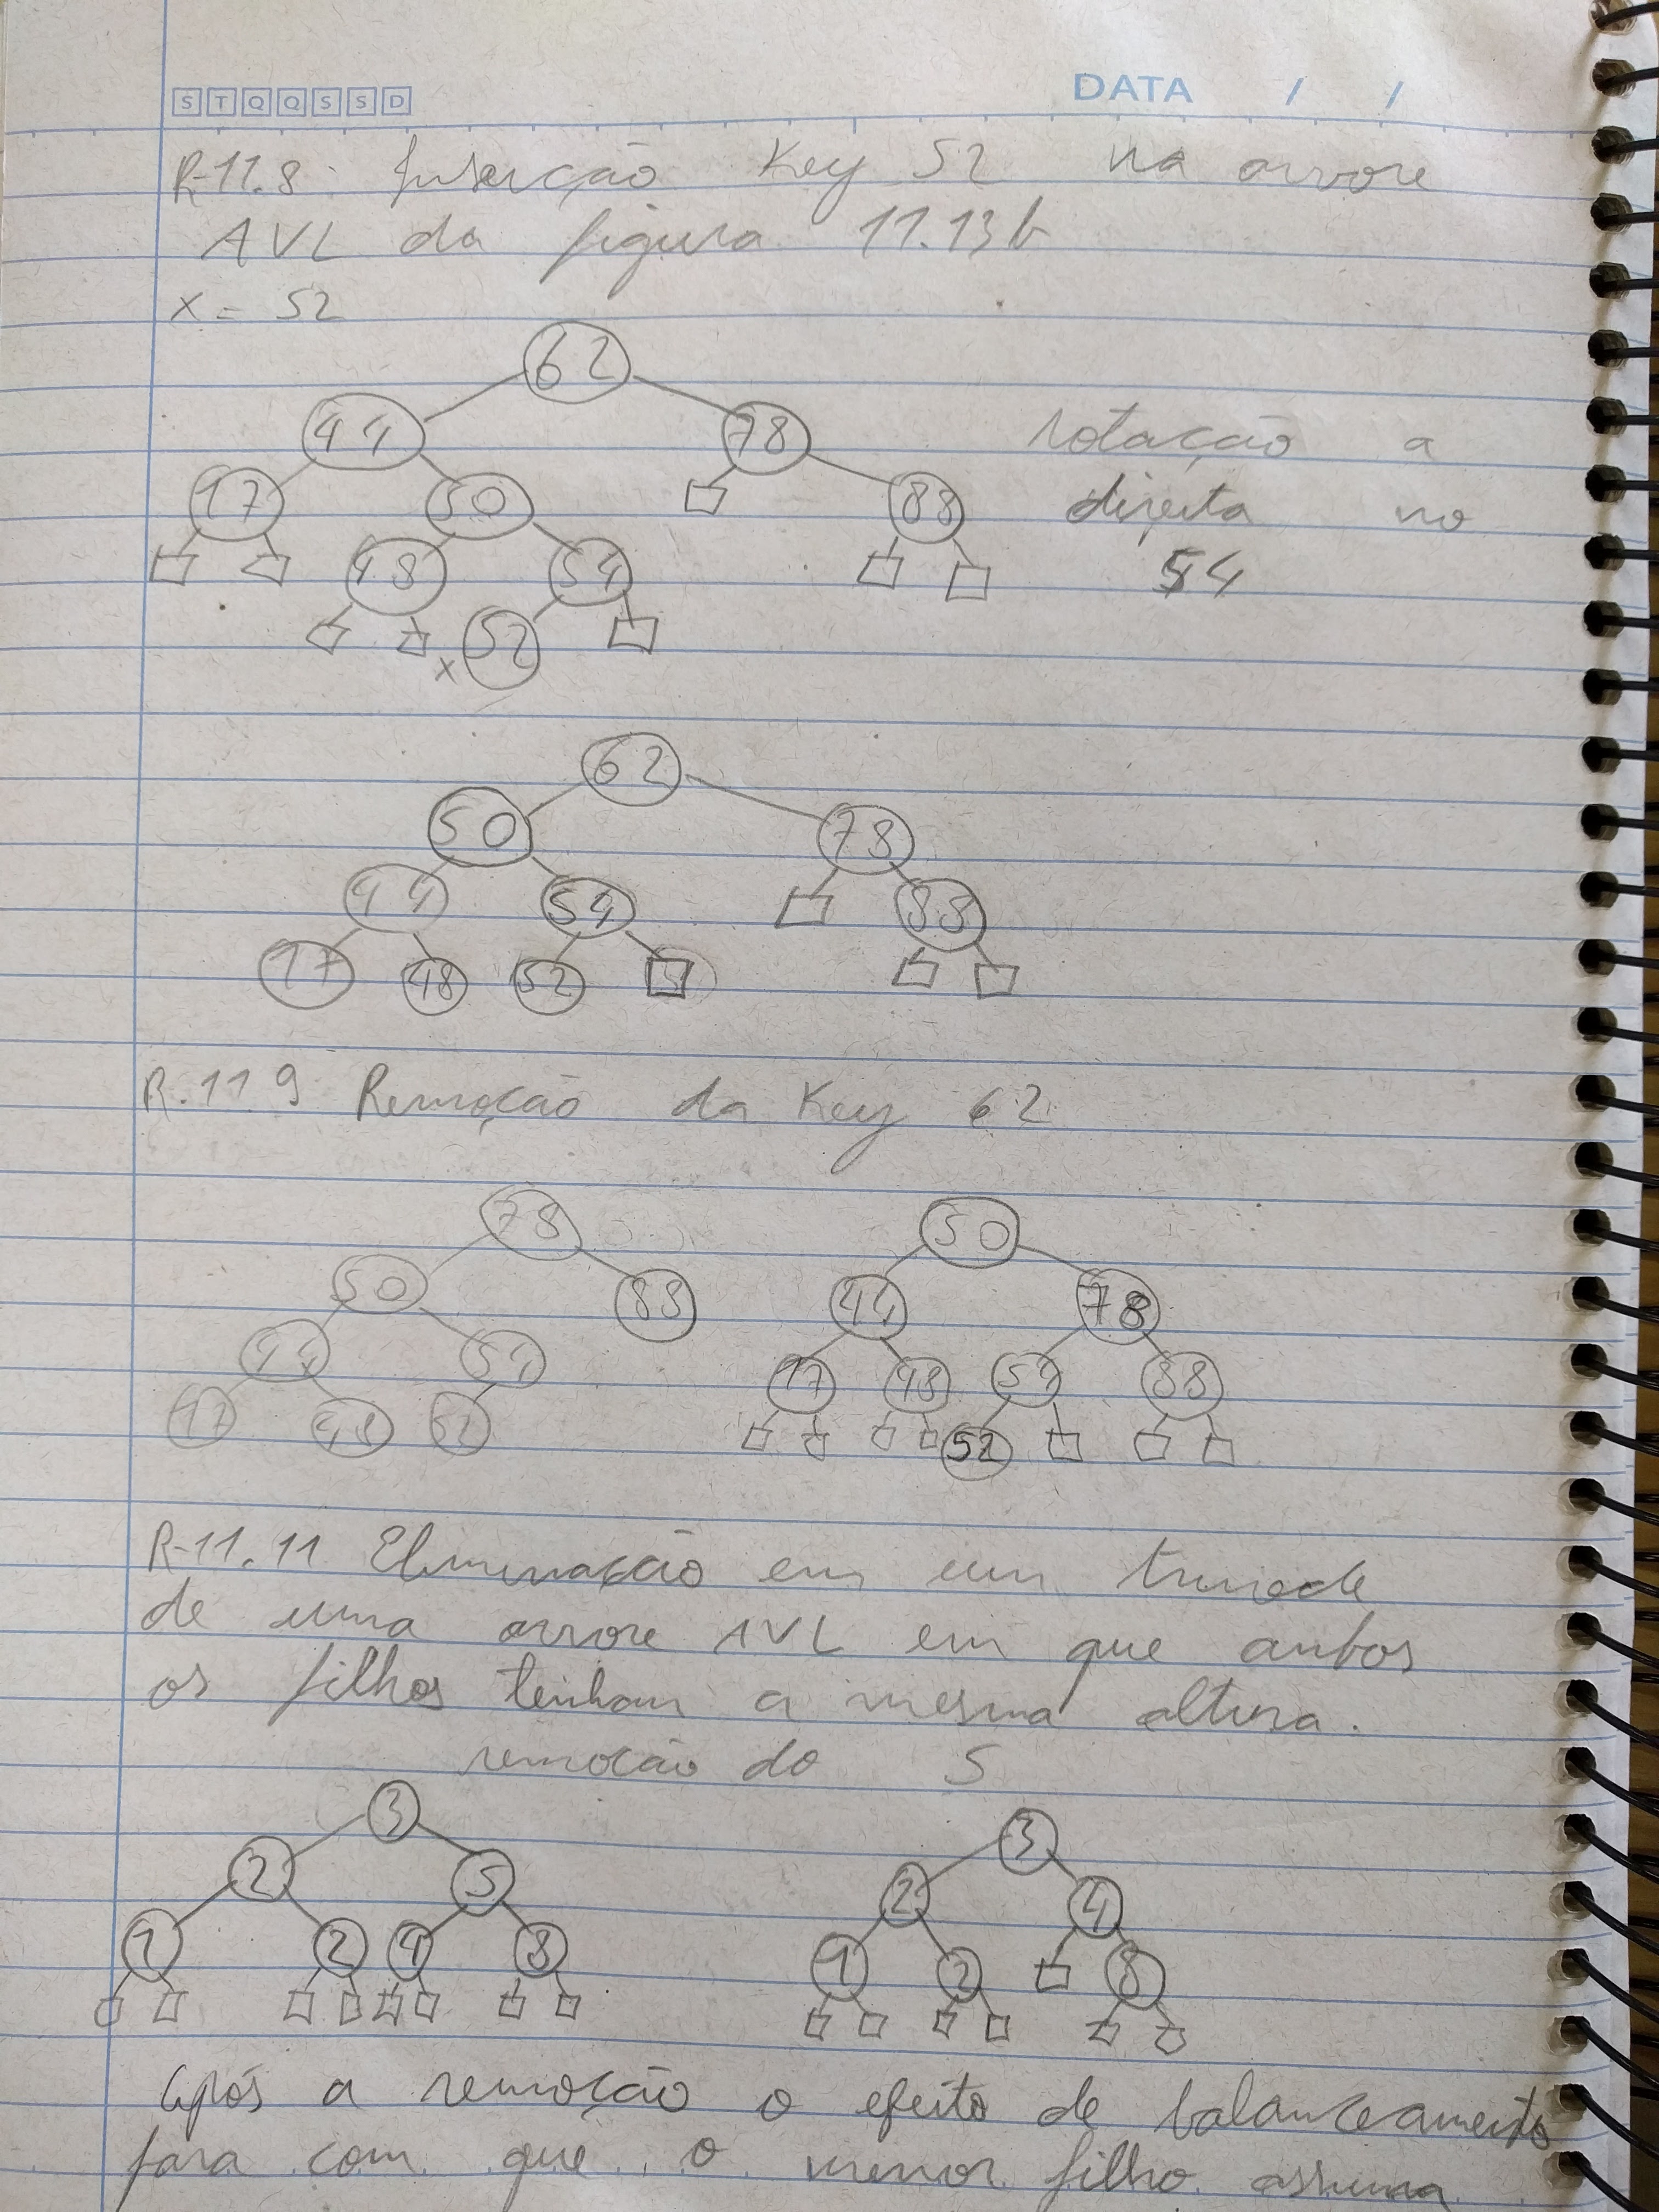 S T Q Q S S D DATA / /
R-11.8: Inserção Key 52 na arvore
AVL da figura 11.13b
x = 52
62
44 78 rotação a
17 50 88 direita no
48 54 54
x 52
62
50 78
44 54 88
17 48 52
R.11.9 Remoção da Key 62
78 50
50 88 44 78
44 54 17 48 54 88
17 48 52 52
R-11.11 Eliminação em um
de uma arvore AVL em que ambos
os filhos tenham a mesma altura.
remoção do 5
3 3
2 5 2 4
1 2 4 8 1 2 8
Após a remoção o efeito de balanceamento
fara com que o menor filho assuma